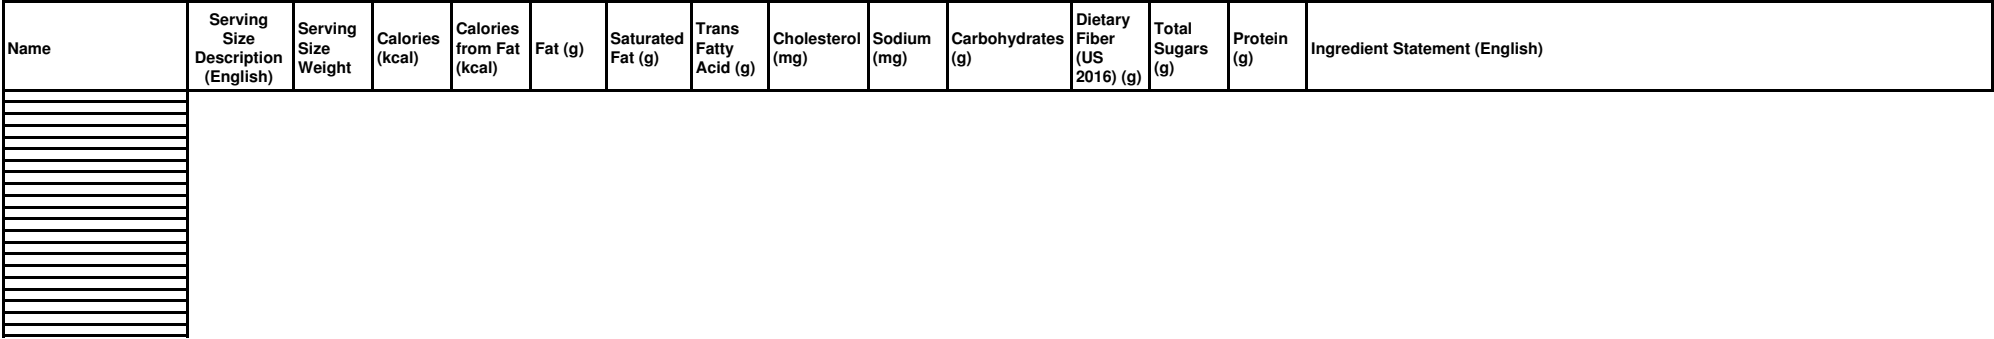 Name
Serving
Size
Description
(English)
Serving
Size
Weight
Calories
(kcal)
Calories
from Fat
(kcal)
Fat (g)
Saturated
Fat (g)
Trans
Fatty
Acid (g)
Cholesterol
(mg)
Sodium
(mg)
Carbohydrates
(g)
Dietary
Fiber
(US
2016) (g)
Total
Sugars
(g)
Protein
(g)
Ingredient Statement (English)